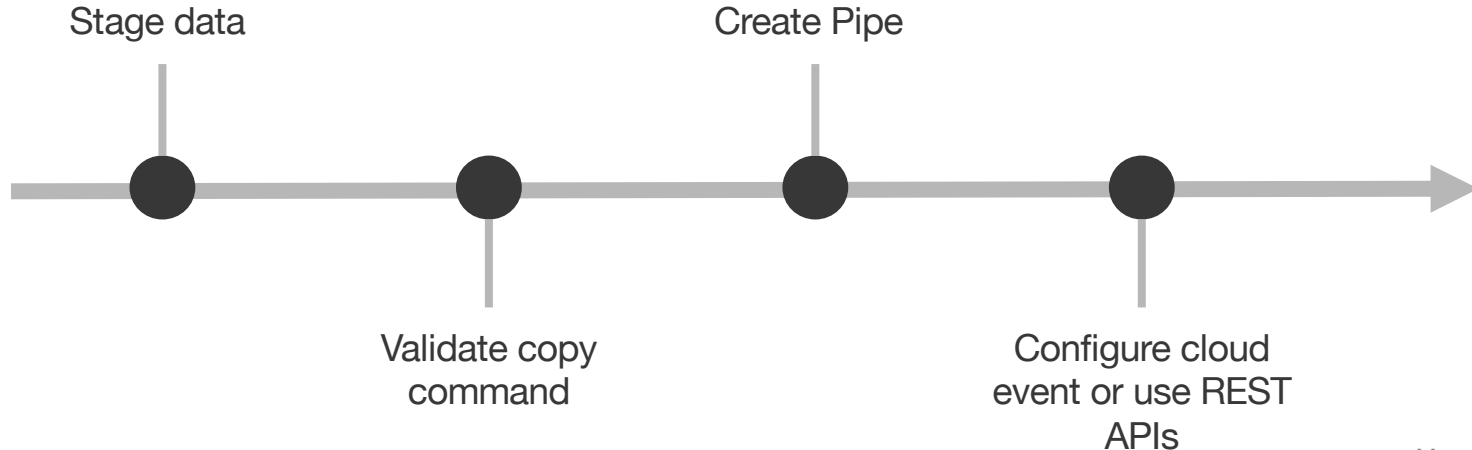 Stage data
Create Pipe
Validate copy
command
Configure cloud
event or use REST
APIs